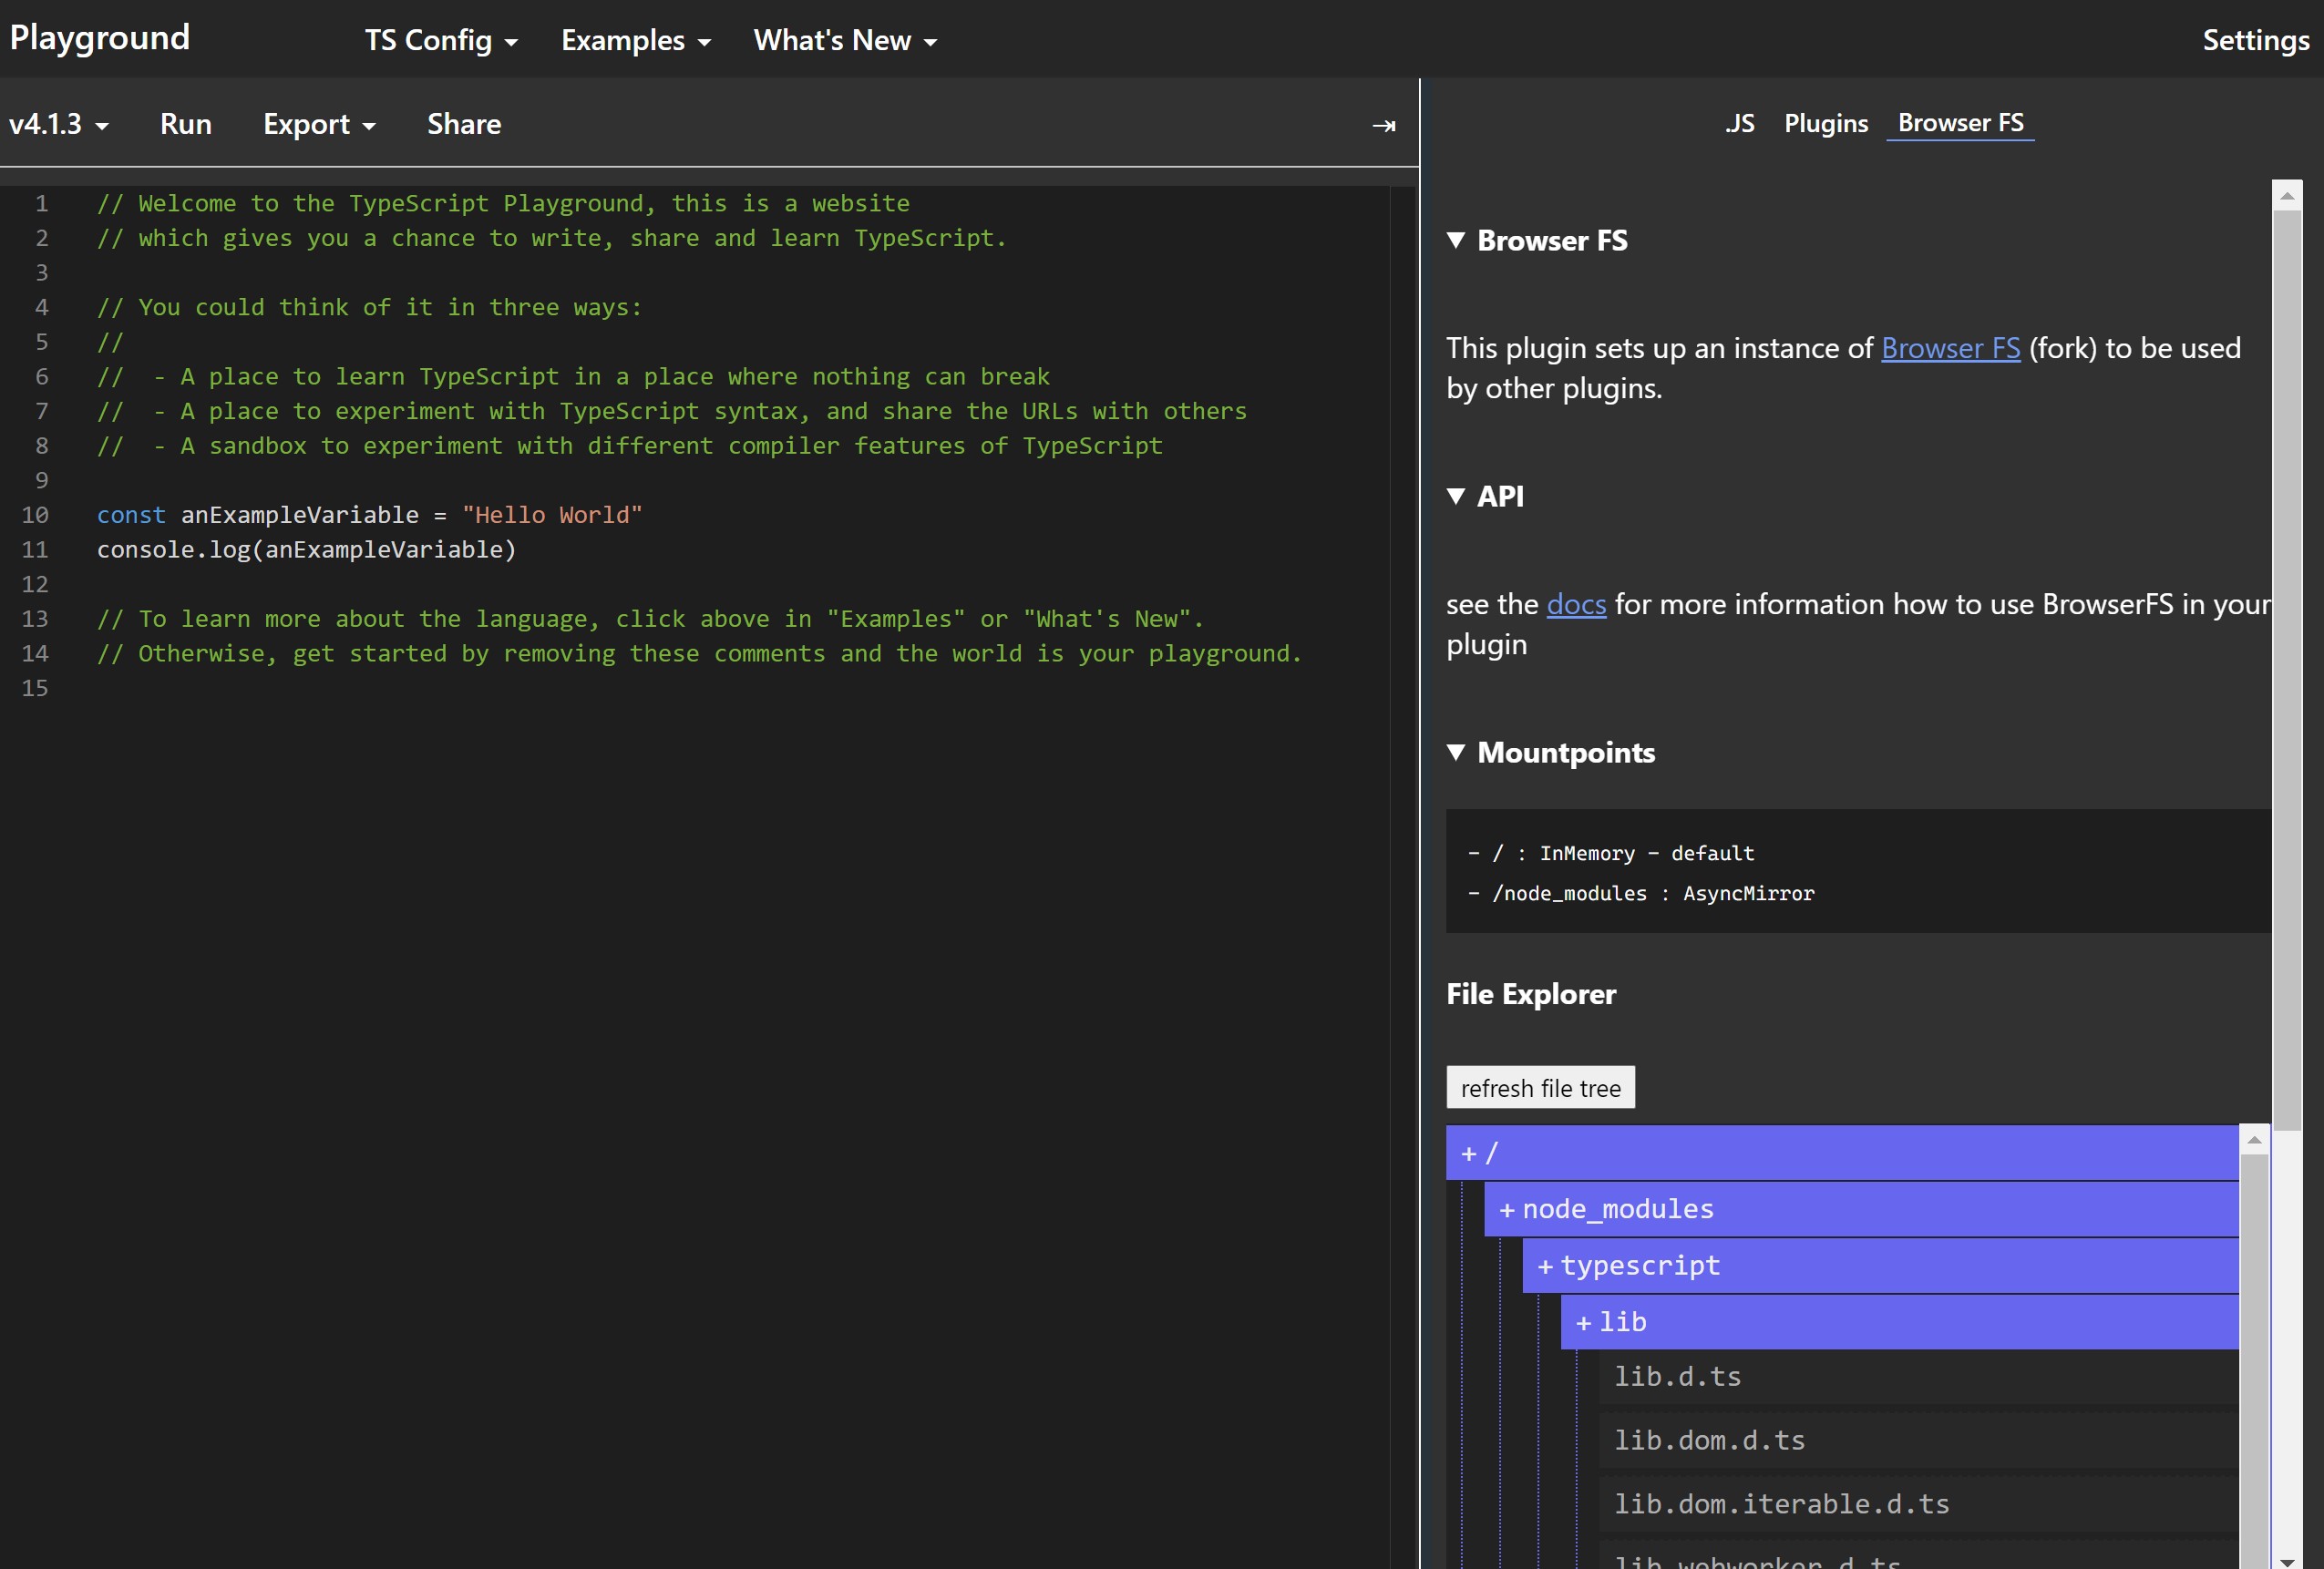 Playground TS Config Examples What's New Settings
v4.1.3 Run Export Share
1 // Welcome to the TypeScript Playground, this is a website
2 // which gives you a chance to write, share and learn TypeScript.
3
4 // You could think of it in three ways:
5 //
6 //  - A place to learn TypeScript in a place where nothing can break
7 //  - A place to experiment with TypeScript syntax, and share the URLs with others
8 //  - A sandbox to experiment with different compiler features of TypeScript
9
10 const anExampleVariable = "Hello World"
11 console.log(anExampleVariable)
12
13 // To learn more about the language, click above in "Examples" or "What's New".
14 // Otherwise, get started by removing these comments and the world is your playground.
15
.JS Plugins Browser FS
▼ Browser FS
This plugin sets up an instance of Browser FS (fork) to be used
by other plugins.
▼ API
see the docs for more information how to use BrowserFS in your
plugin
▼ Mountpoints
- / : InMemory - default
- /node_modules : AsyncMirror
File Explorer
refresh file tree
+ /
+ node_modules
+ typescript
+ lib
lib.d.ts
lib.dom.d.ts
lib.dom.iterable.d.ts
lib.webworker.d.ts